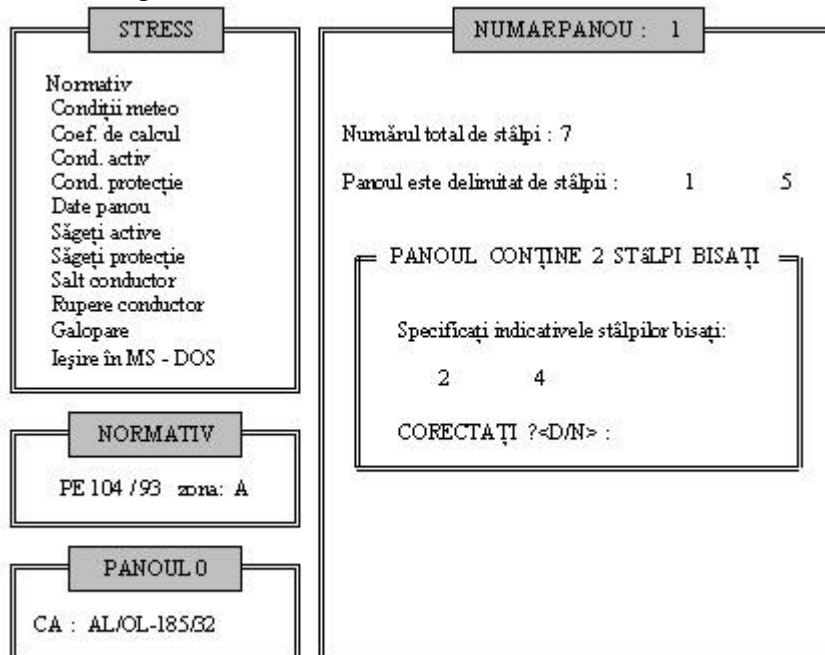 STRESS
Normativ
Condiții meteo
Coef. de calcul
Cond. activ
Cond. protecție
Date panou
Săgeți active
Săgeți protecție
Salt conductor
Rupere conductor
Galopare
Ieșire în MS - DOS
NORMATIV
PE 104 / 93 zona: A
PANOUL 0
CA : AL/OL-185/32
NUMARPANOU : 1
Numărul total de stâlpi : 7
Panoul este delimitat de stâlpii : 1 5
PANOUL CONȚINE 2 STâLPI BISAȚI
Specificați indicativele stâlpilor bisați:
2 4
CORECTAȚI ?<D/N> :